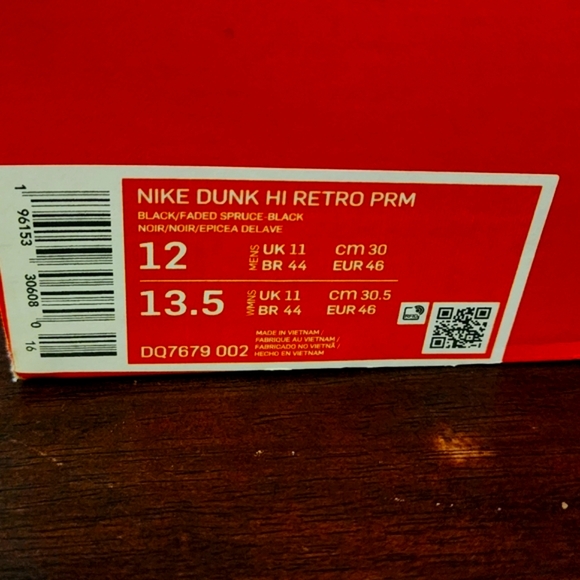 NIKE DUNK HI RETRO PRM
BLACK/FADED SPRUCE-BLACK
NOIR/NOIR/EPICEA DELAVE
12 MENS UK 11 CM 30
BR 44 EUR 46
13.5 WMNS UK 11 CM 30.5
BR 44 EUR 46
DQ7679 002
MADE IN VIETNAM /
FABRIQUE AU VIETNAM /
FABRICADO NO VIETNÃ /
HECHO EN VIETNAM
1 96153 30608 0 16